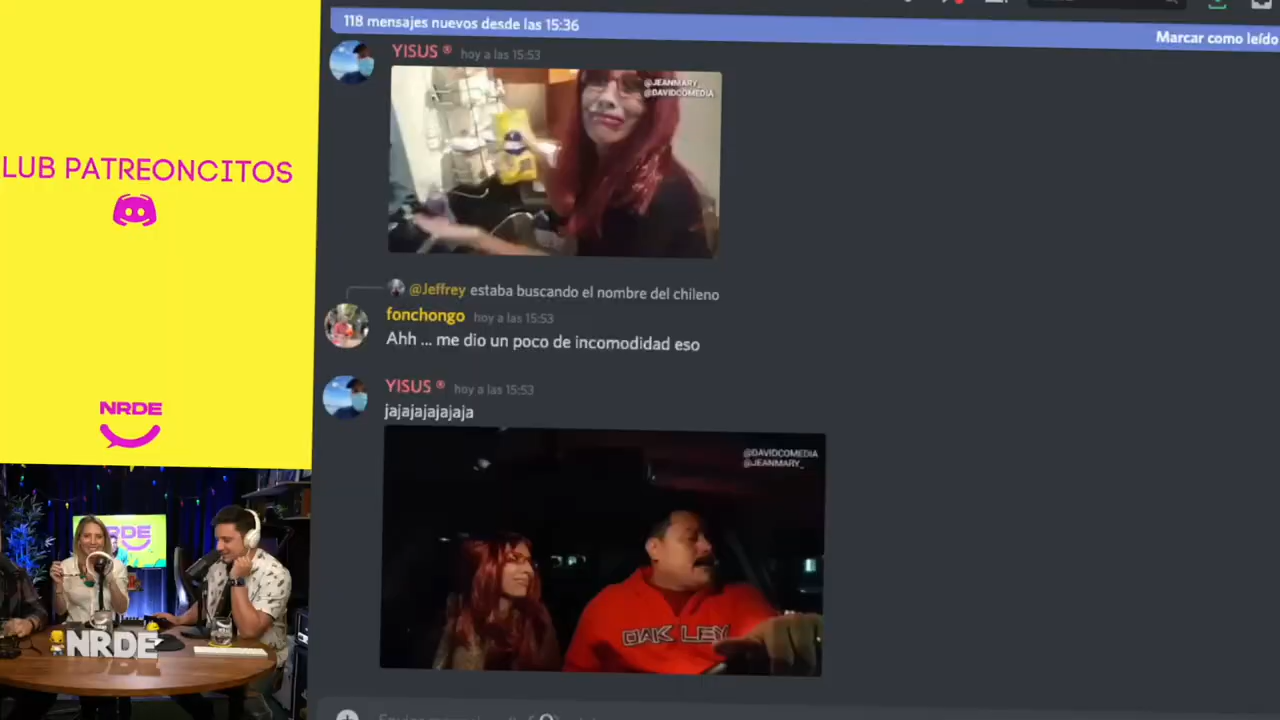 118 mensajes nuevos desde las 15:36
Marcar como leído
YISUS ® hoy a las 15:53
@JEANMARY_
@DAVIDCOMEDIA
LUB PATREONCITOS
@Jeffrey estaba buscando el nombre del chileno
fonchongo hoy a las 15:53
Ahh ... me dio un poco de incomodidad eso
YISUS ® hoy a las 15:53
jajajajajajaja
NRDE
@DAVIDCOMEDIA
@JEANMARY_
OAKLEY
NRDE
NRDE